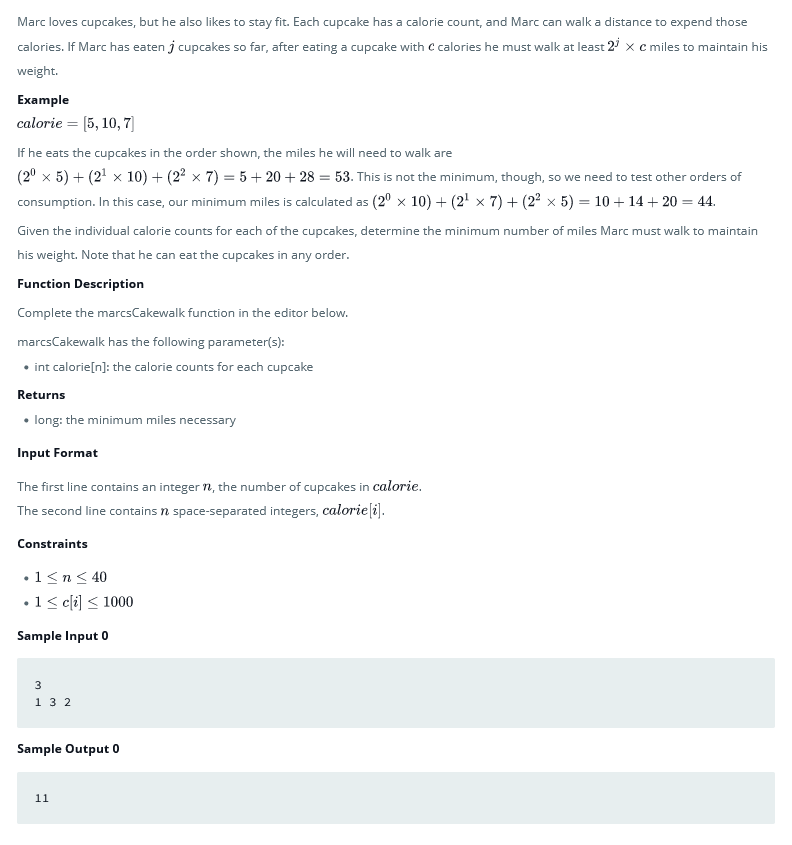 Marc loves cupcakes, but he also likes to stay fit. Each cupcake has a calorie count, and Marc can walk a distance to expend those
calories. If Marc has eaten j cupcakes so far, after eating a cupcake with c calories he must walk at least 2^j × c miles to maintain his
weight.
Example
calorie = [5, 10, 7]
If he eats the cupcakes in the order shown, the miles he will need to walk are
(2^0 × 5) + (2^1 × 10) + (2^2 × 7) = 5 + 20 + 28 = 53. This is not the minimum, though, so we need to test other orders of
consumption. In this case, our minimum miles is calculated as (2^0 × 10) + (2^1 × 7) + (2^2 × 5) = 10 + 14 + 20 = 44.
Given the individual calorie counts for each of the cupcakes, determine the minimum number of miles Marc must walk to maintain
his weight. Note that he can eat the cupcakes in any order.
Function Description
Complete the marcsCakewalk function in the editor below.
marcsCakewalk has the following parameter(s):
• int calorie[n]: the calorie counts for each cupcake
Returns
• long: the minimum miles necessary
Input Format
The first line contains an integer n, the number of cupcakes in calorie.
The second line contains n space-separated integers, calorie[i].
Constraints
• 1 ≤ n ≤ 40
• 1 ≤ c[i] ≤ 1000
Sample Input 0
3
1 3 2
Sample Output 0
11